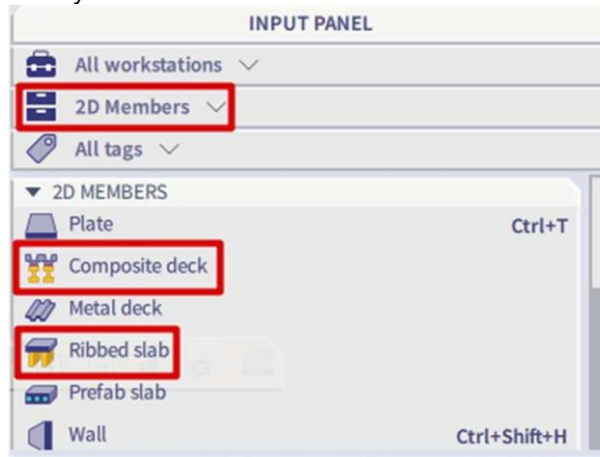 INPUT PANEL
All workstations
2D Members
All tags
2D MEMBERS
Plate Ctrl+T
Composite deck
Metal deck
Ribbed slab
Prefab slab
Wall Ctrl+Shift+H